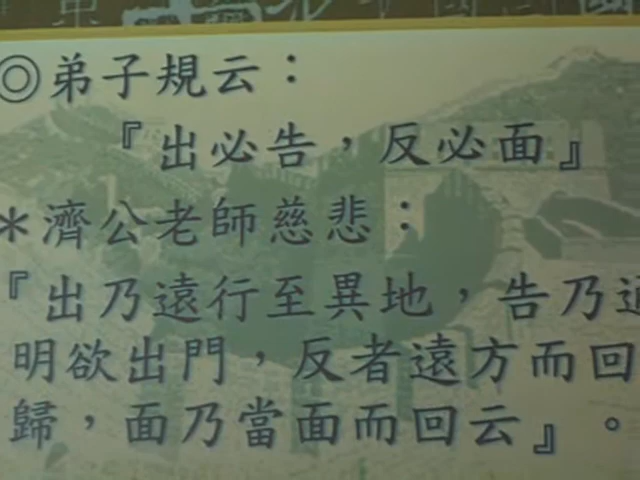 ◎弟子規云：
『出必告，反必面』
＊濟公老師慈悲：
『出乃遠行至異地，告乃
明欲出門，反者遠方而回
歸，面乃當面而回云』。